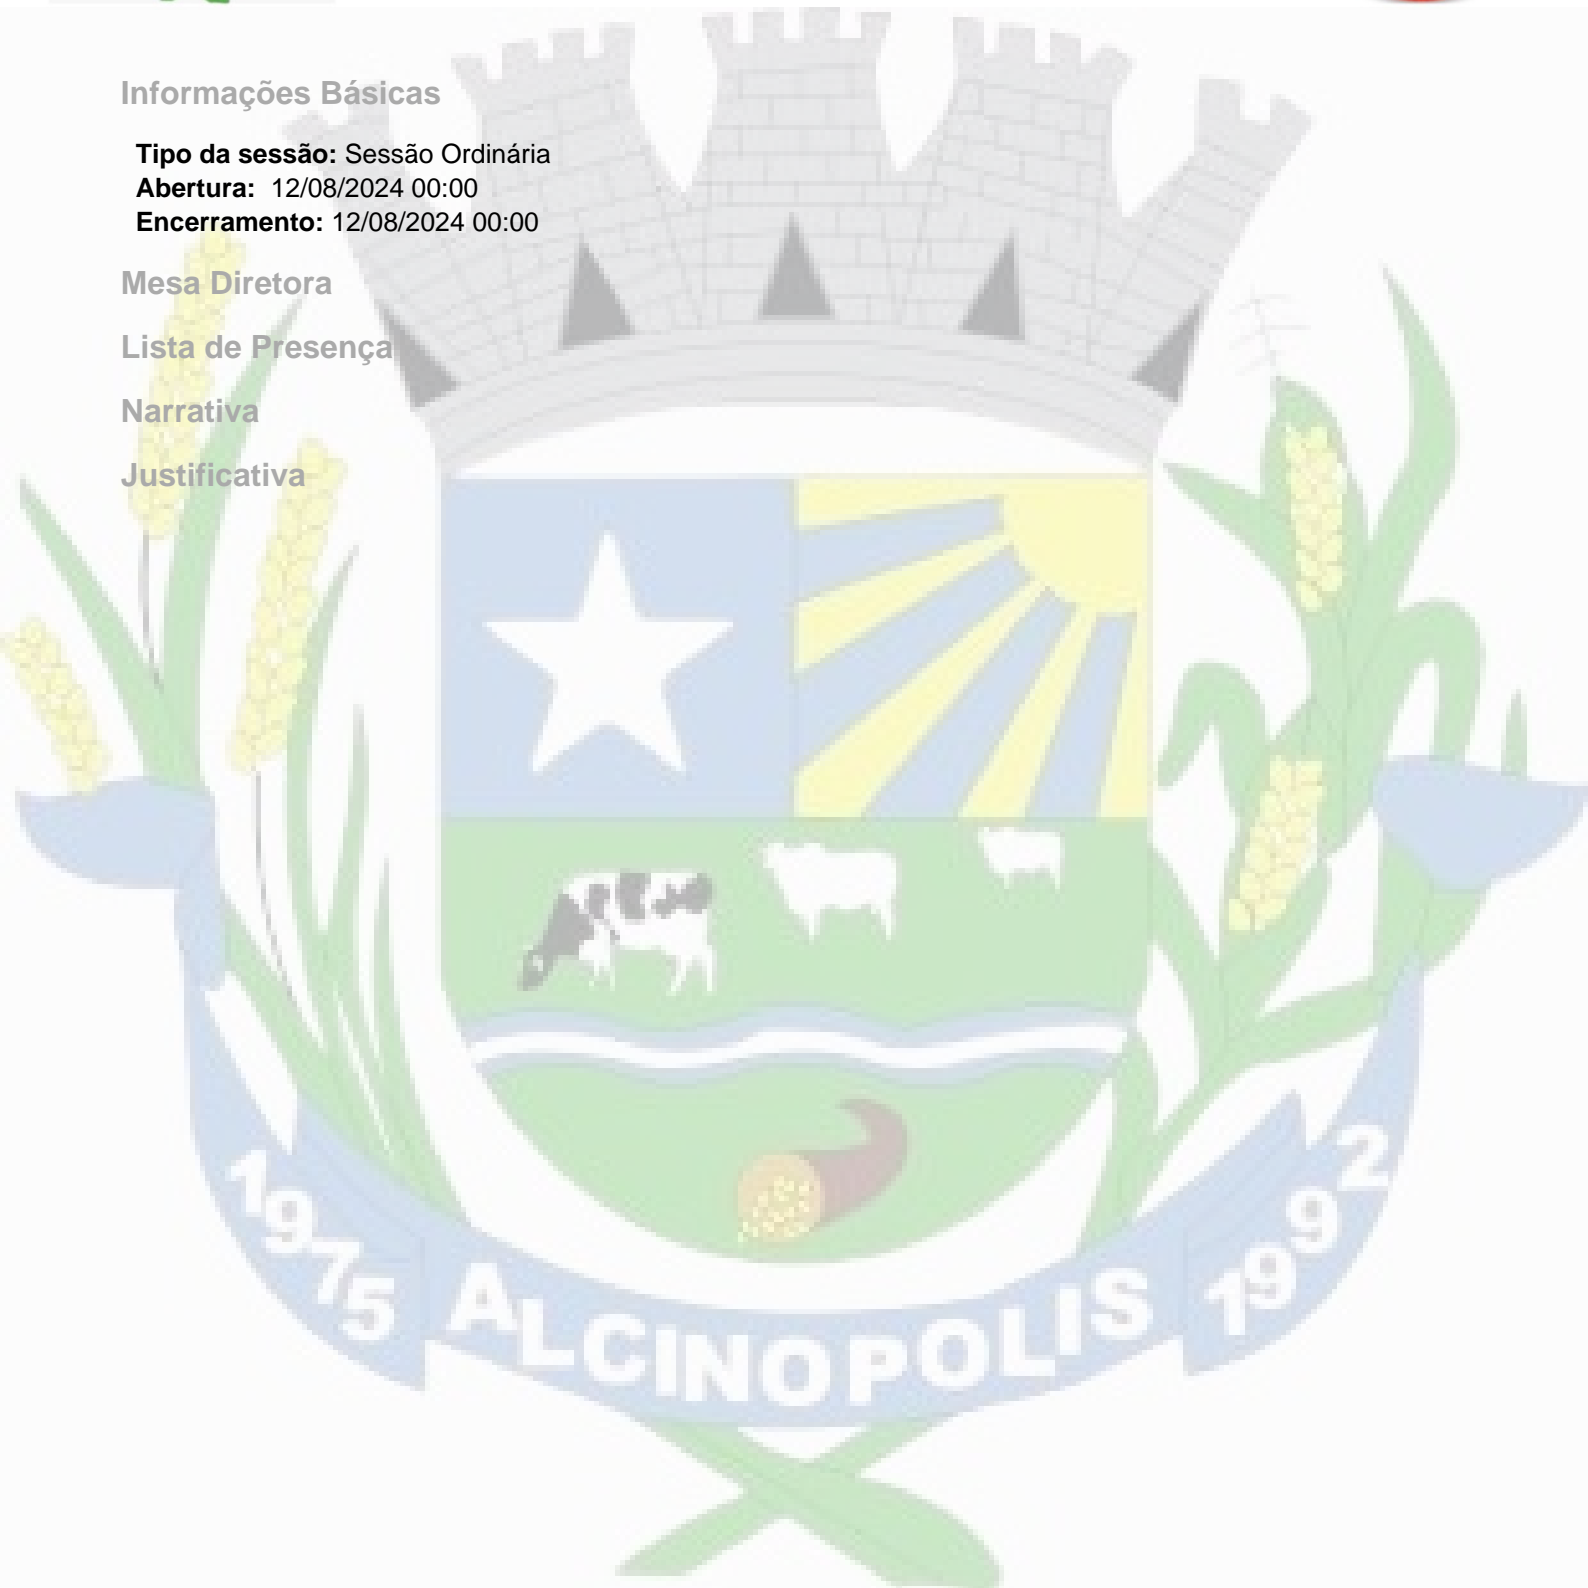 Informações Básicas
Tipo da sessão: Sessão Ordinária
Abertura: 12/08/2024 00:00
Encerramento: 12/08/2024 00:00
Mesa Diretora
Lista de Presença
Narrativa
Justificativa
1975 ALCINOPOLIS 1992